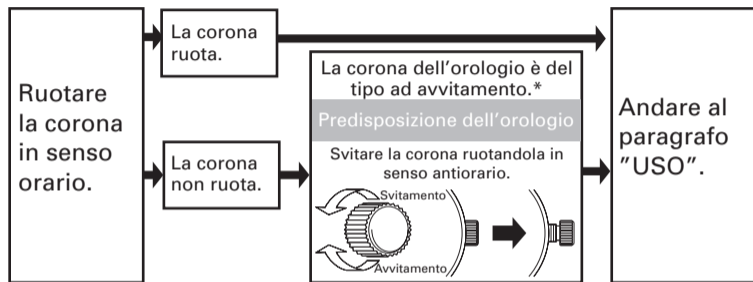 Ruotare
la corona
in senso
orario.
La corona
ruota.
La corona
non ruota.
La corona dell'orologio è del
tipo ad avvitamento.*
Predisposizione dell'orologio
Svitare la corona ruotandola in
senso antiorario.
Svitamento
Avvitamento
Andare al
paragrafo
"USO".